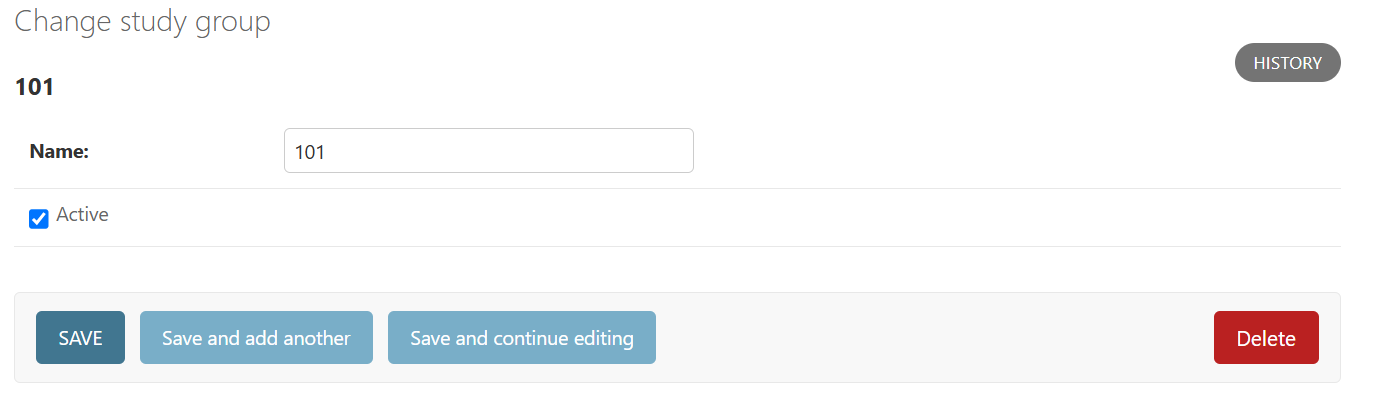 Change study group
HISTORY
101
Name: 101
Active
SAVE Save and add another Save and continue editing Delete